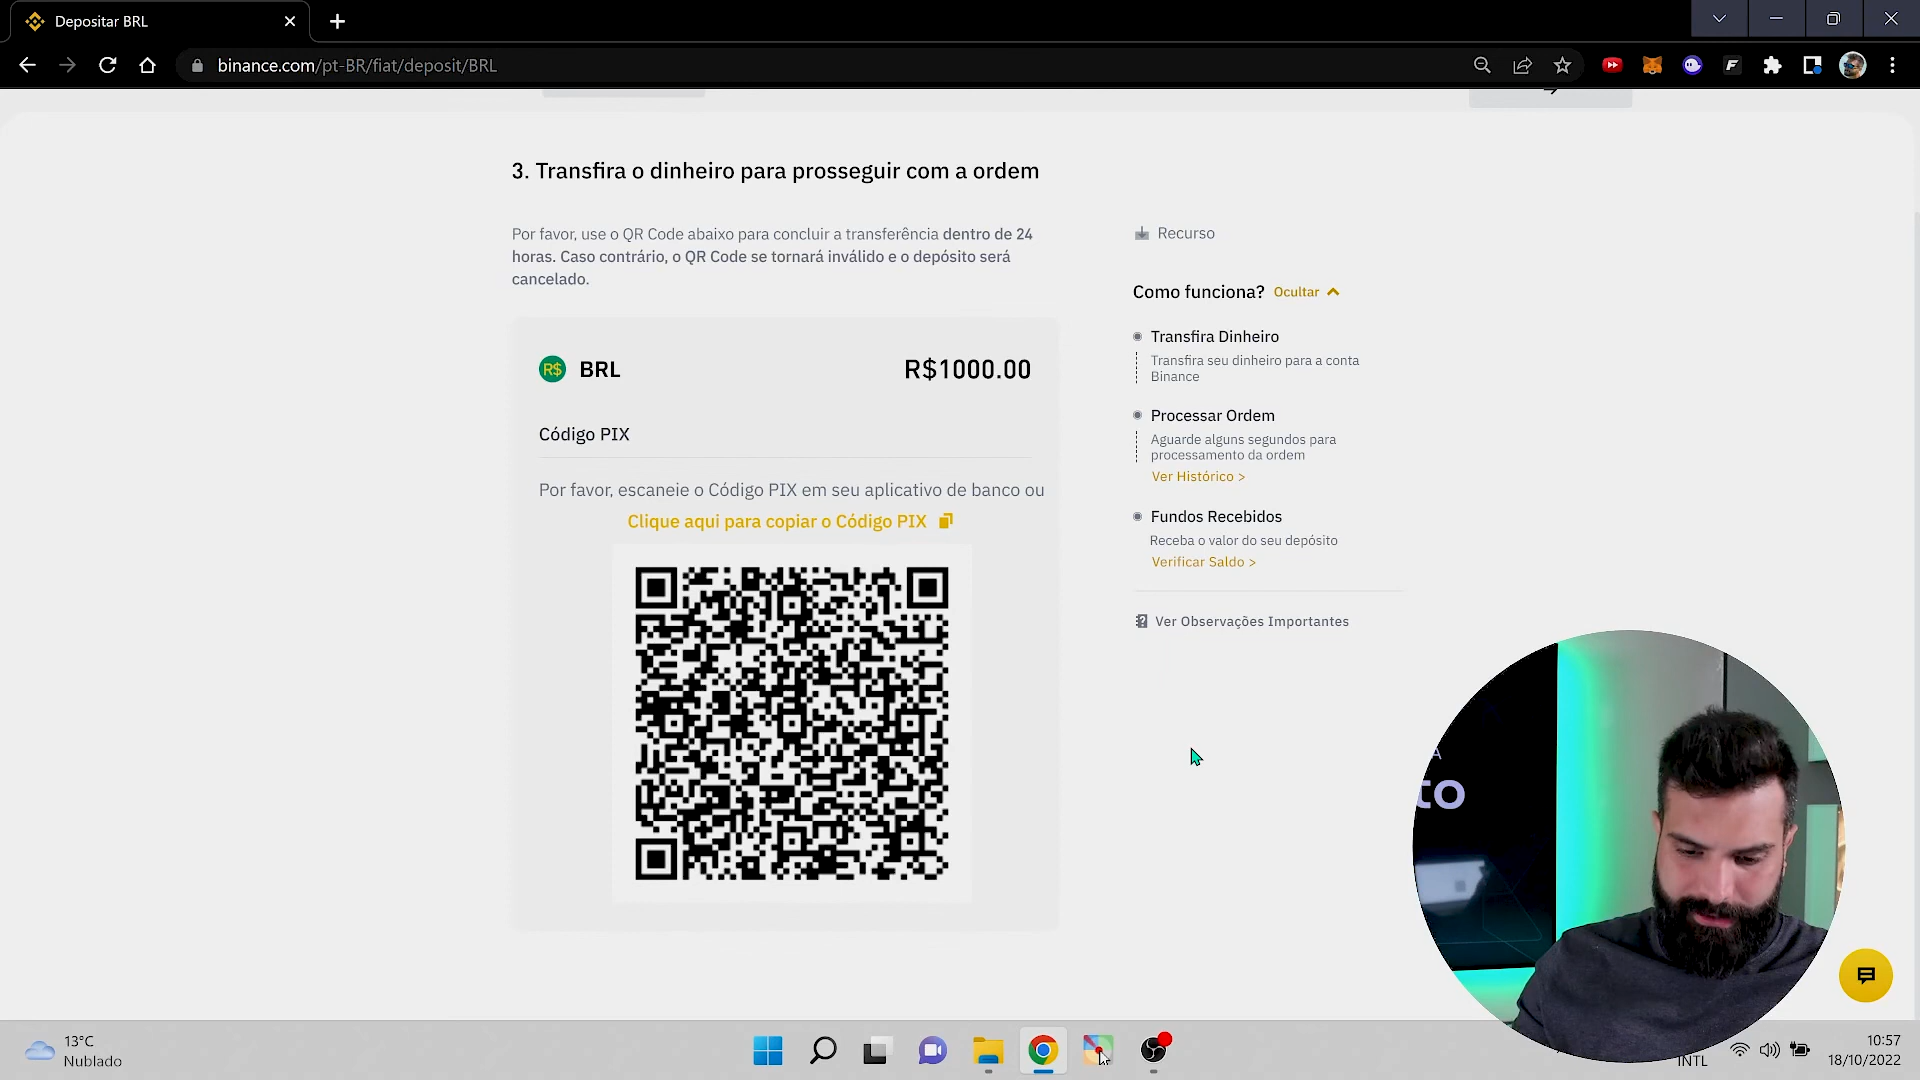 Depositar BRL
binance.com/pt-BR/fiat/deposit/BRL
3. Transfira o dinheiro para prosseguir com a ordem
Por favor, use o QR Code abaixo para concluir a transferência dentro de 24
horas. Caso contrário, o QR Code se tornará inválido e o depósito será
cancelado.
R$ BRL
R$1000.00
Código PIX
Por favor, escaneie o Código PIX em seu aplicativo de banco ou
Clique aqui para copiar o Código PIX
Recurso
Como funciona? Ocultar
Transfira Dinheiro
Transfira seu dinheiro para a conta
Binance
Processar Ordem
Aguarde alguns segundos para
processamento da ordem
Ver Histórico >
Fundos Recebidos
Receba o valor do seu depósito
Verificar Saldo >
Ver Observações Importantes
A
to
13°C
Nublado
INTL
10:57
18/10/2022